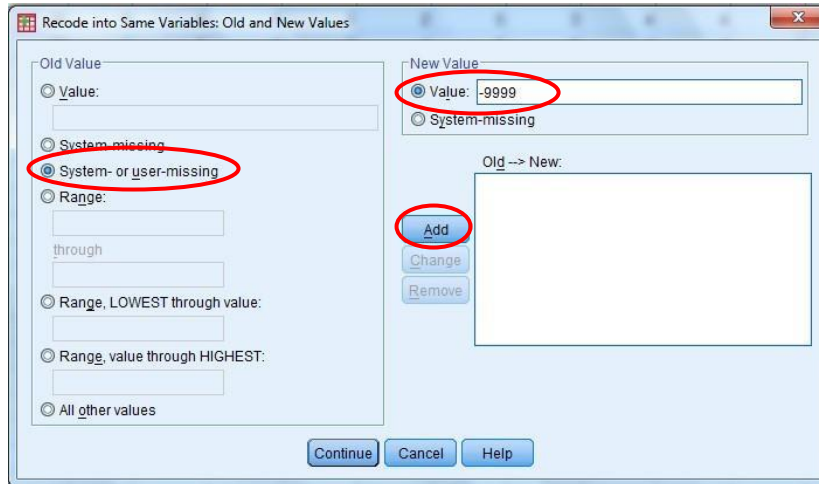 Recode into Same Variables: Old and New Values
Old Value
Value:
System-missing
System- or user-missing
Range:
through
Range, LOWEST through value:
Range, value through HIGHEST:
All other values
New Value
Value: -9999
System-missing
Old --> New:
Add
Change
Remove
Continue Cancel Help